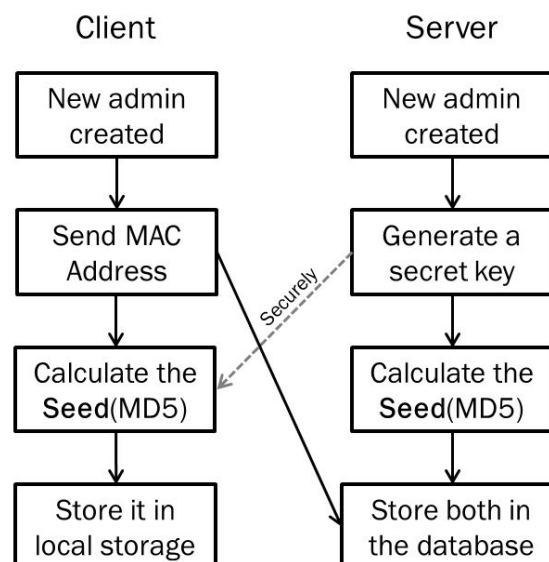 Client
Server
New admin
created
New admin
created
Send MAC
Address
Generate a
secret key
Securely
Calculate the
Seed(MD5)
Calculate the
Seed(MD5)
Store it in
local storage
Store both in
the database